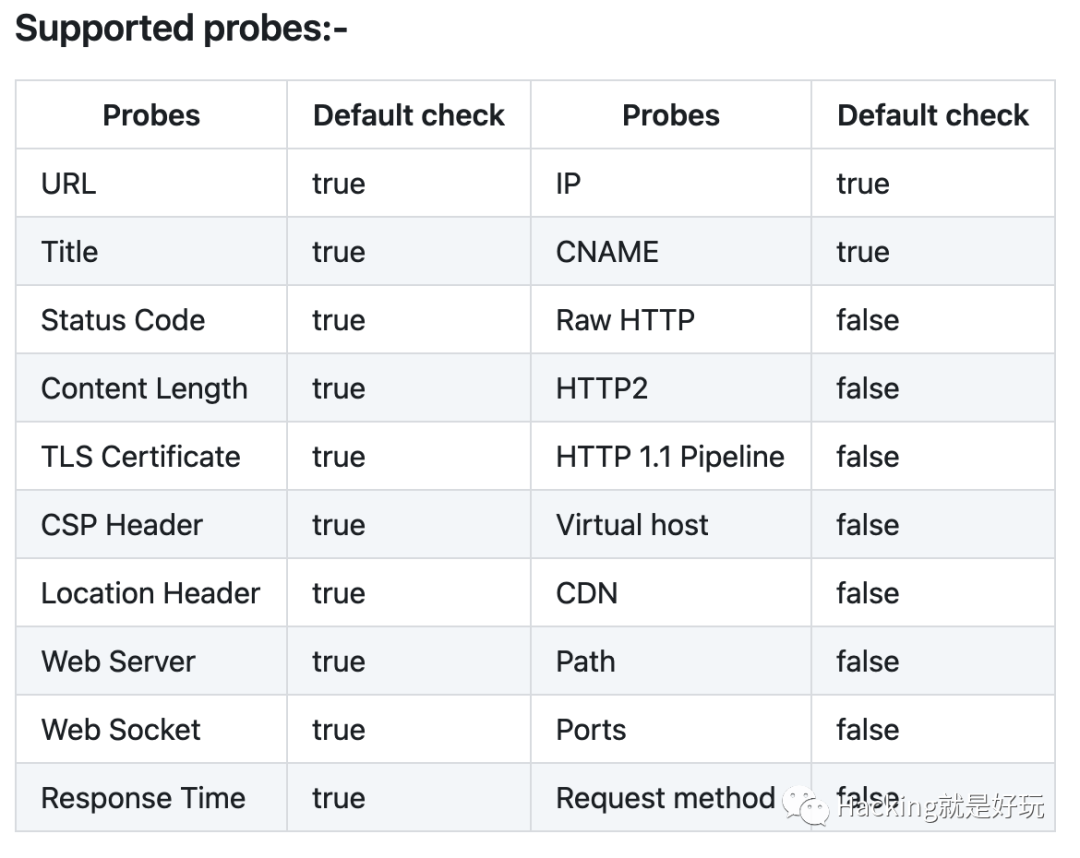 Supported probes:-
Probes Default check Probes Default check
URL true IP true
Title true CNAME true
Status Code true Raw HTTP false
Content Length true HTTP2 false
TLS Certificate true HTTP 1.1 Pipeline false
CSP Header true Virtual host false
Location Header true CDN false
Web Server true Path false
Web Socket true Ports false
Response Time true Request method false
Hacking就是好玩